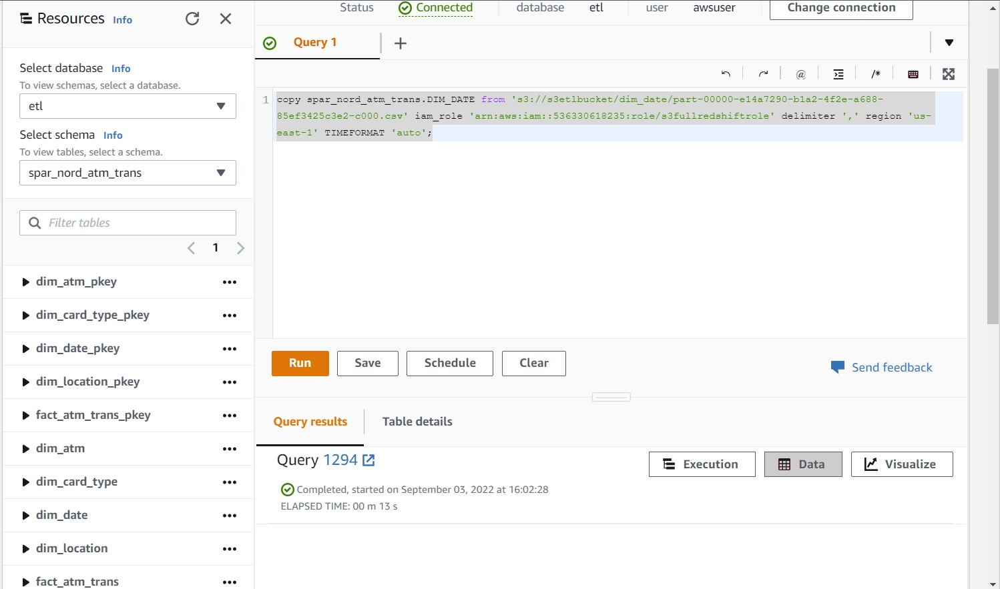 Resources Info
Status Connected database etl user awsuser Change connection
Query 1
Select database Info
To view schemas, select a database.
etl
Select schema Info
To view tables, select a schema.
spar_nord_atm_trans
Filter tables
1
dim_atm_pkey
dim_card_type_pkey
dim_date_pkey
dim_location_pkey
fact_atm_trans_pkey
dim_atm
dim_card_type
dim_date
dim_location
fact_atm_trans
@ /*
1 copy spar_nord_atm_trans.DIM_DATE from 's3://s3etlbucket/dim_date/part-00000-e14a7290-b1a2-4f2e-a688-
85ef3425c3e2-c000.csv' iam_role 'arn:aws:iam::536330618235:role/s3fullredshiftrole' delimiter ',' region 'us-
east-1' TIMEFORMAT 'auto';
Run Save Schedule Clear Send feedback
Query results Table details
Query 1294 Execution Data Visualize
Completed, started on September 03, 2022 at 16:02:28
ELAPSED TIME: 00 m 13 s